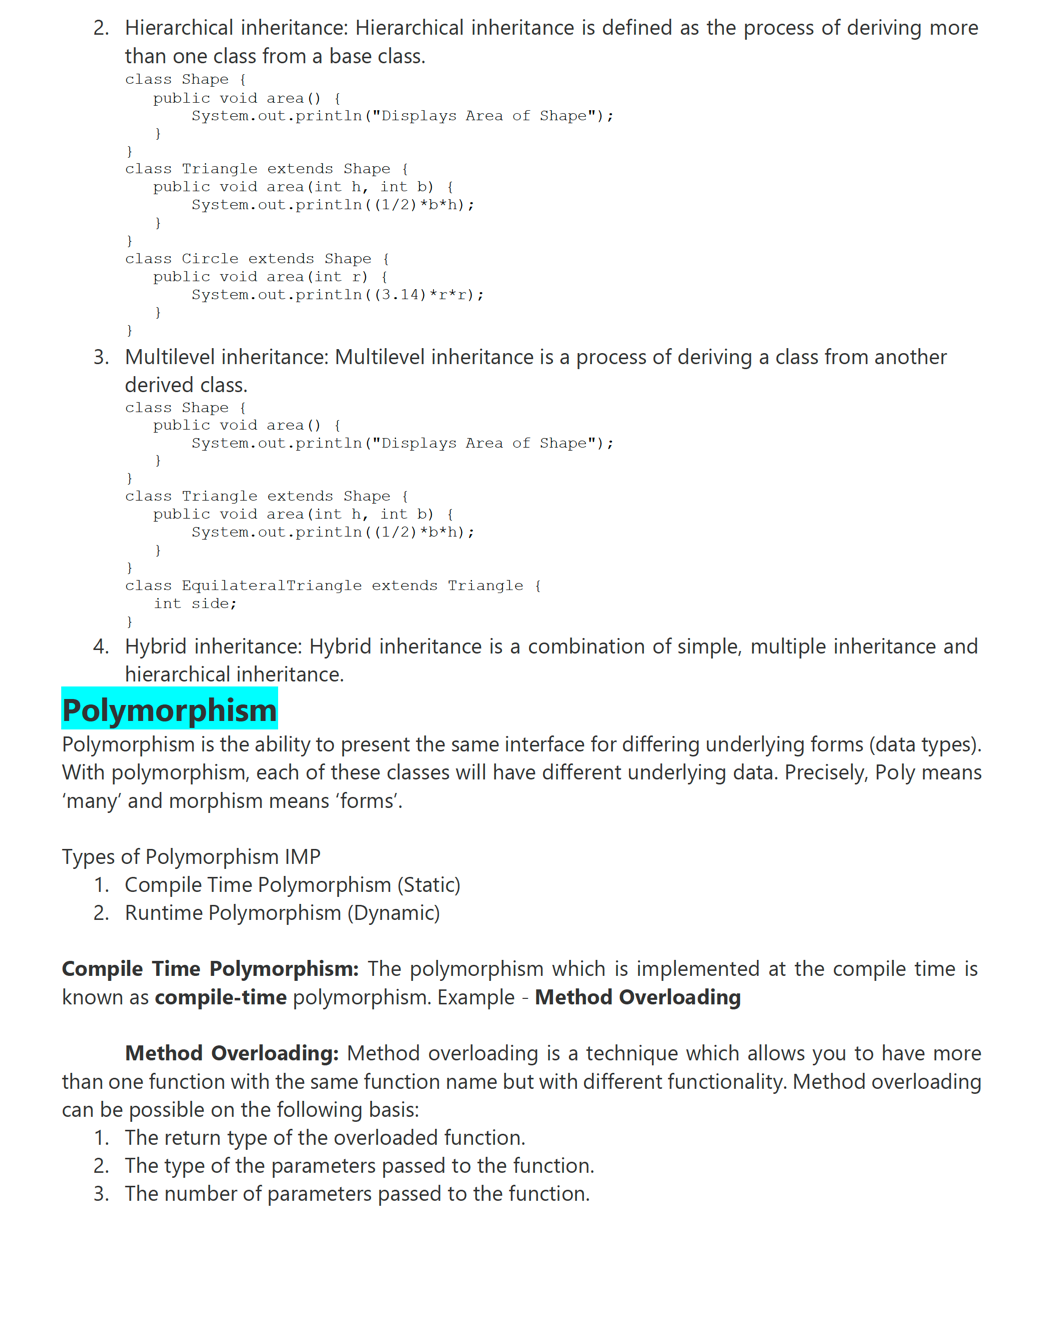 2. Hierarchical inheritance: Hierarchical inheritance is defined as the process of deriving more
than one class from a base class.
class Shape {
public void area() {
System.out.println("Displays Area of Shape");
}
}
class Triangle extends Shape {
public void area(int h, int b) {
System.out.println((1/2)*b*h);
}
}
class Circle extends Shape {
public void area(int r) {
System.out.println((3.14)*r*r);
}
}
3. Multilevel inheritance: Multilevel inheritance is a process of deriving a class from another
derived class.
class Shape {
public void area() {
System.out.println("Displays Area of Shape");
}
}
class Triangle extends Shape {
public void area(int h, int b) {
System.out.println((1/2)*b*h);
}
}
class EquilateralTriangle extends Triangle {
int side;
}
4. Hybrid inheritance: Hybrid inheritance is a combination of simple, multiple inheritance and
hierarchical inheritance.
Polymorphism
Polymorphism is the ability to present the same interface for differing underlying forms (data types).
With polymorphism, each of these classes will have different underlying data. Precisely, Poly means
‘many’ and morphism means ‘forms’.
Types of Polymorphism IMP
1. Compile Time Polymorphism (Static)
2. Runtime Polymorphism (Dynamic)
Compile Time Polymorphism: The polymorphism which is implemented at the compile time is
known as compile-time polymorphism. Example - Method Overloading
Method Overloading: Method overloading is a technique which allows you to have more
than one function with the same function name but with different functionality. Method overloading
can be possible on the following basis:
1. The return type of the overloaded function.
2. The type of the parameters passed to the function.
3. The number of parameters passed to the function.